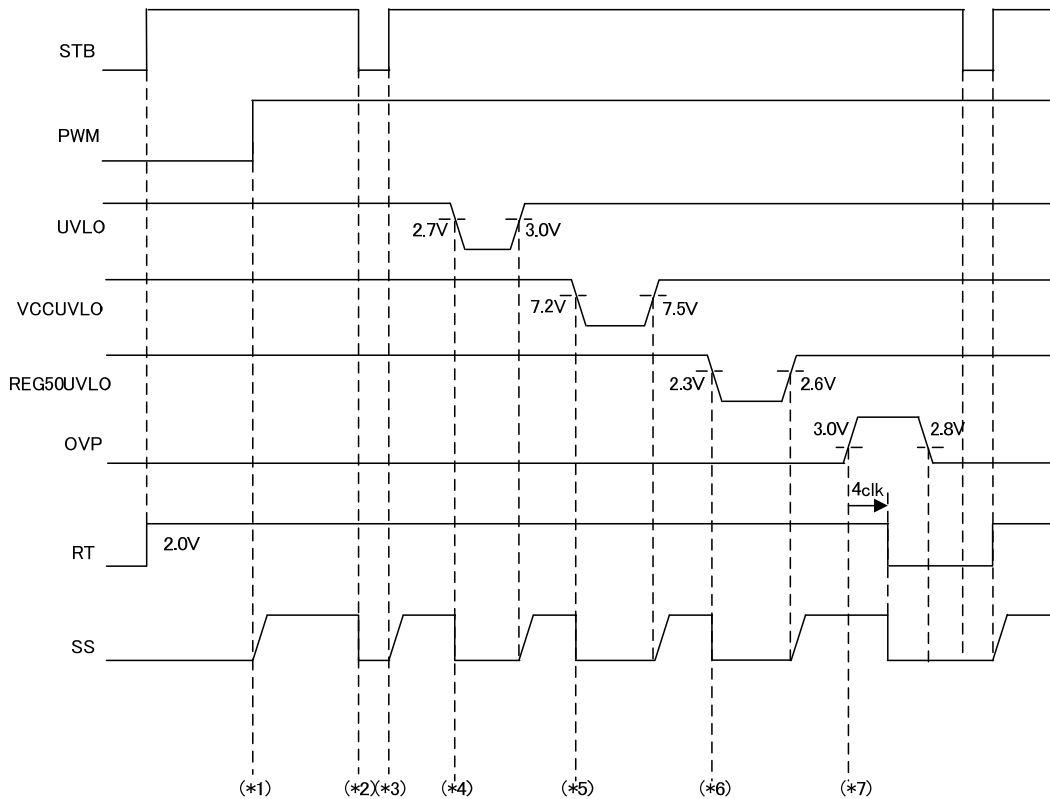 STB
PWM
UVLO
2.7V
3.0V
VCCUVLO
7.2V
7.5V
REG50UVLO
2.3V
2.6V
OVP
3.0V
2.8V
4clk
RT
2.0V
SS
(*1)
(*2)(*3)
(*4)
(*5)
(*6)
(*7)